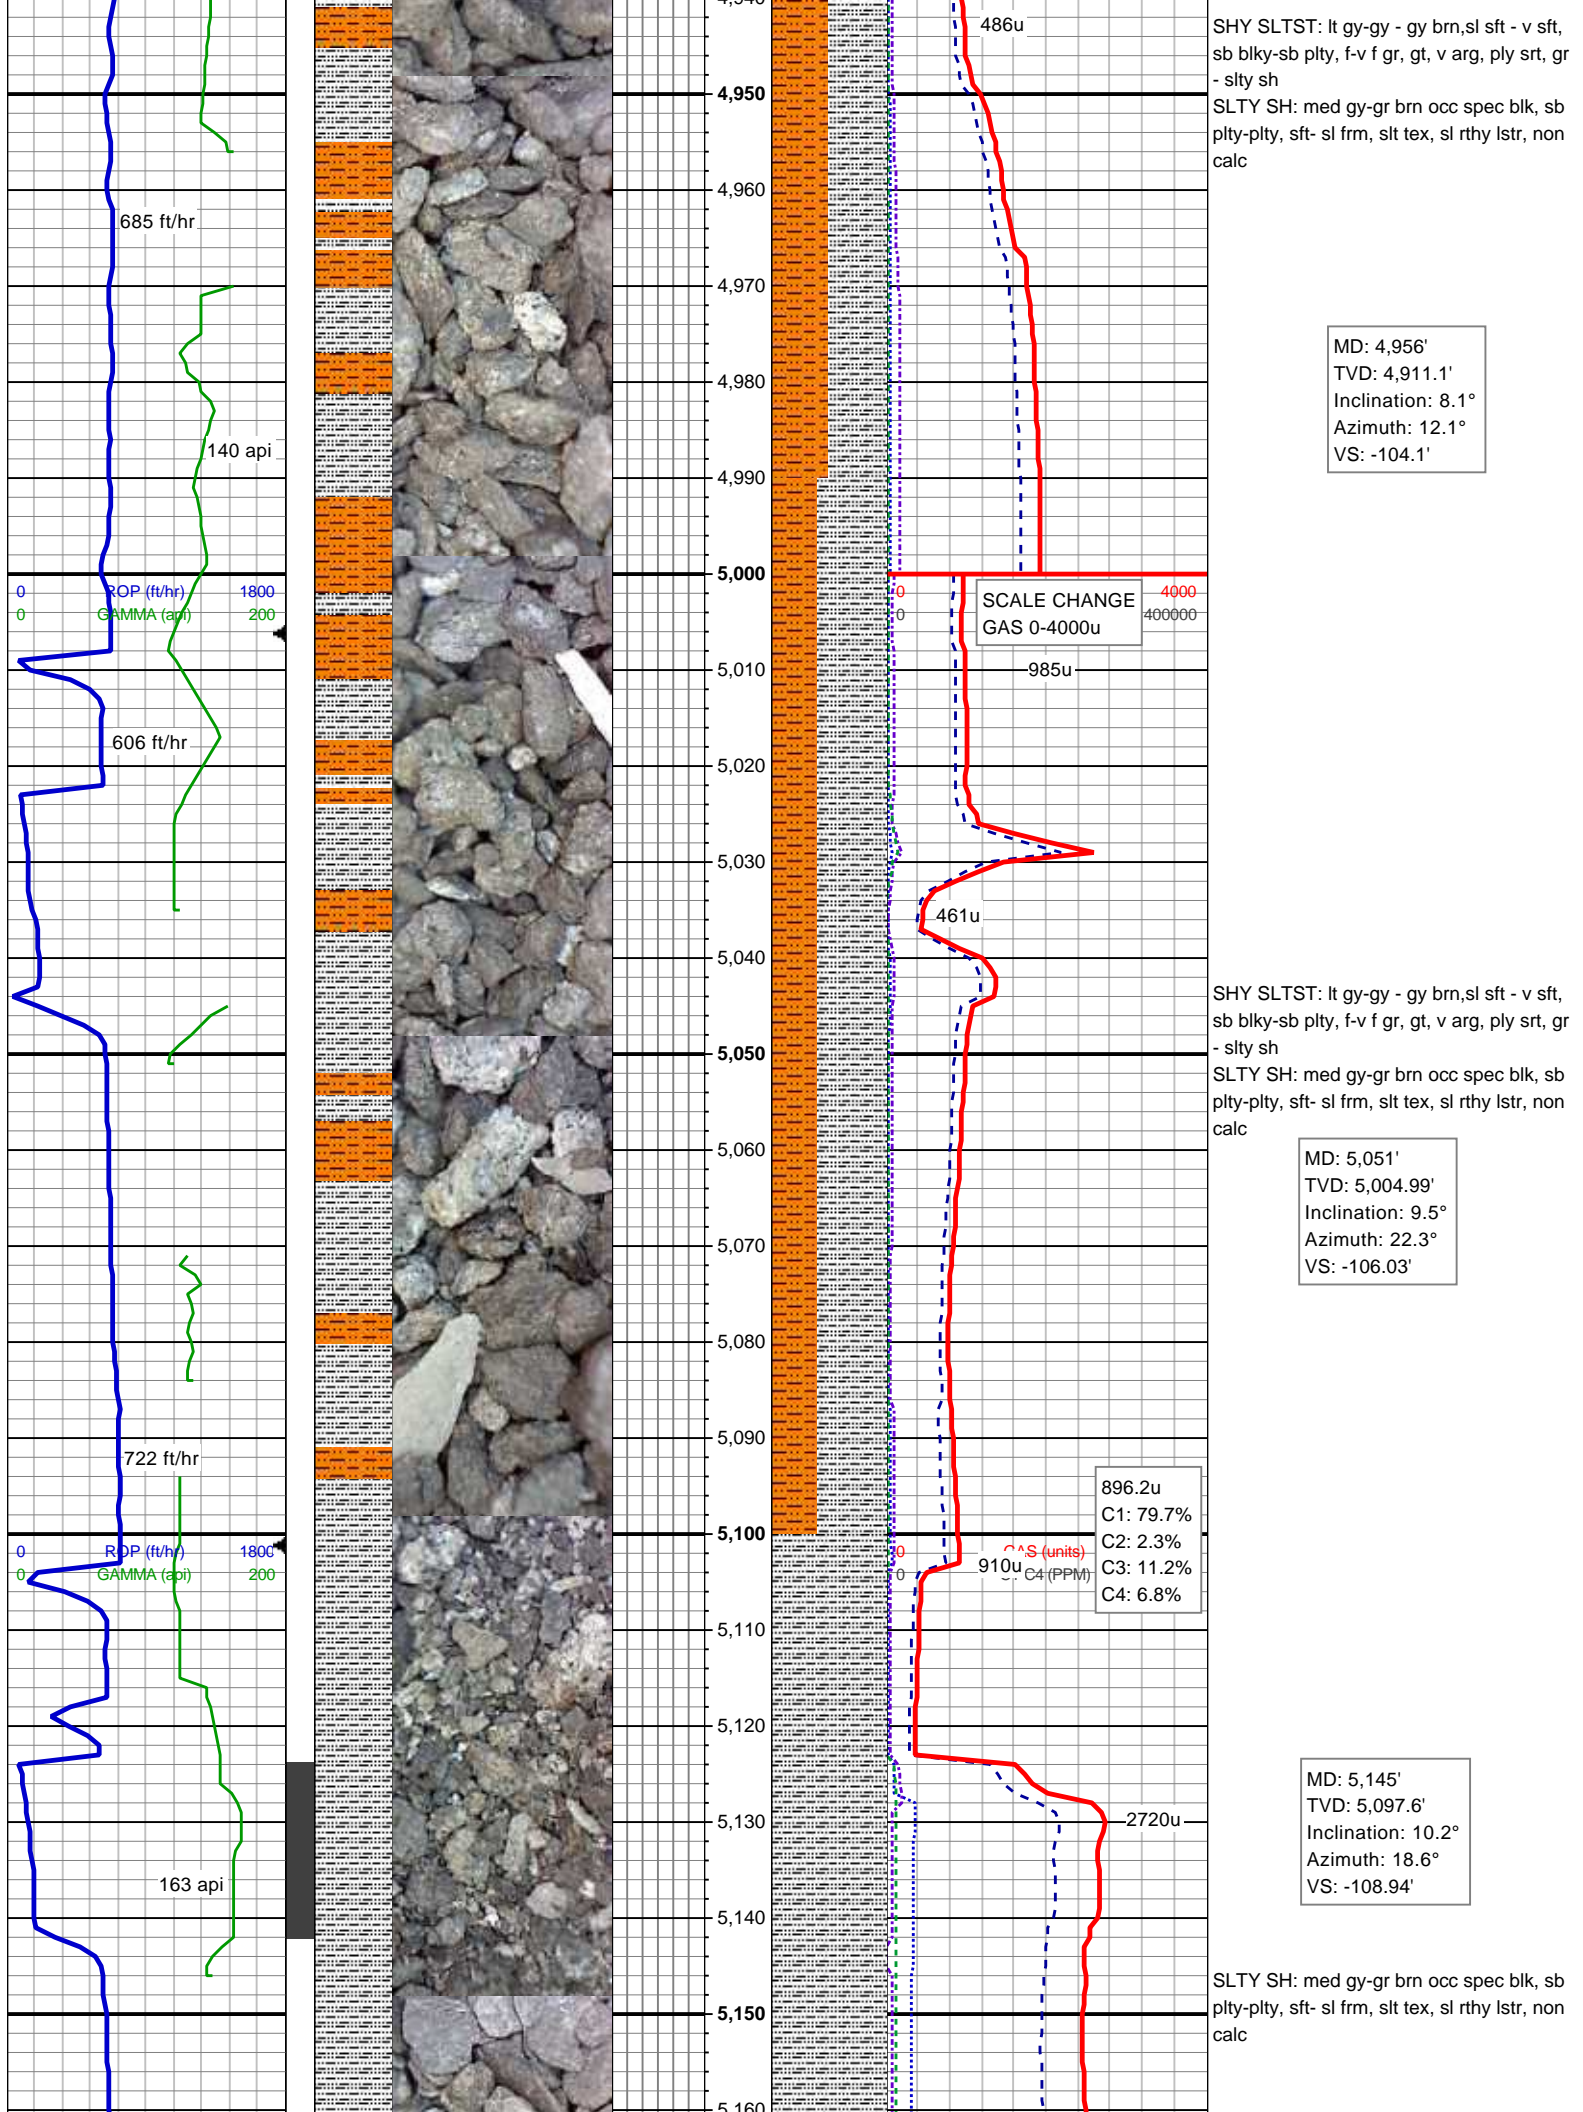 4,940
486u
SHY SLTST: lt gy-gy - gy brn,sl sft - v sft,
sb blky-sb plty, f-v f gr, gt, v arg, ply srt, gr
- slty sh
SLTY SH: med gy-gr brn occ spec blk, sb
plty-plty, sft- sl frm, slt tex, sl rthy lstr, non
calc
4,950
4,960
685 ft/hr
4,970
MD: 4,956'
TVD: 4,911.1'
Inclination: 8.1°
Azimuth: 12.1°
VS: -104.1'
4,980
140 api
4,990
5,000
0 ROP (ft/hr) 1800
0 GAMMA (api) 200
0 4000
0 400000
SCALE CHANGE
GAS 0-4000u
5,010
985u
606 ft/hr
5,020
5,030
461u
5,040
SHY SLTST: lt gy-gy - gy brn,sl sft - v sft,
sb blky-sb plty, f-v f gr, gt, v arg, ply srt, gr
- slty sh
SLTY SH: med gy-gr brn occ spec blk, sb
plty-plty, sft- sl frm, slt tex, sl rthy lstr, non
calc
5,050
5,060
MD: 5,051'
TVD: 5,004.99'
Inclination: 9.5°
Azimuth: 22.3°
VS: -106.03'
5,070
5,080
5,090
722 ft/hr
896.2u
C1: 79.7%
C2: 2.3%
C3: 11.2%
C4: 6.8%
5,100
0 ROP (ft/hr) 1800
0 GAMMA (api) 200
0 GAS (units)
0 C4 (PPM)
910u
5,110
5,120
5,130
2720u
MD: 5,145'
TVD: 5,097.6'
Inclination: 10.2°
Azimuth: 18.6°
VS: -108.94'
163 api
5,140
5,150
SLTY SH: med gy-gr brn occ spec blk, sb
plty-plty, sft- sl frm, slt tex, sl rthy lstr, non
calc
5,160